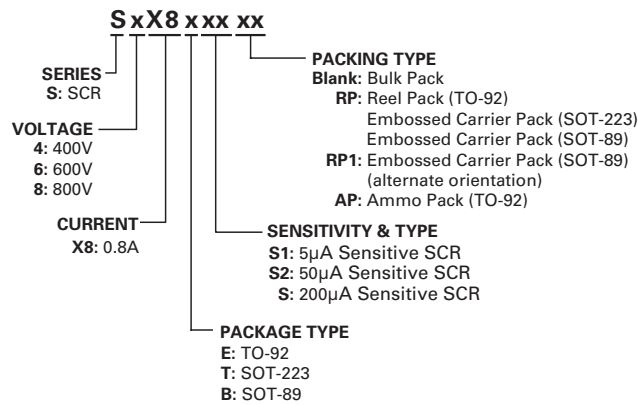 S x X8 x xx xx
SERIES
S: SCR
VOLTAGE
4: 400V
6: 600V
8: 800V
CURRENT
X8: 0.8A
PACKING TYPE
Blank: Bulk Pack
RP: Reel Pack (TO-92)
Embossed Carrier Pack (SOT-223)
Embossed Carrier Pack (SOT-89)
RP1: Embossed Carrier Pack (SOT-89)
(alternate orientation)
AP: Ammo Pack (TO-92)
SENSITIVITY & TYPE
S1: 5µA Sensitive SCR
S2: 50µA Sensitive SCR
S: 200µA Sensitive SCR
PACKAGE TYPE
E: TO-92
T: SOT-223
B: SOT-89